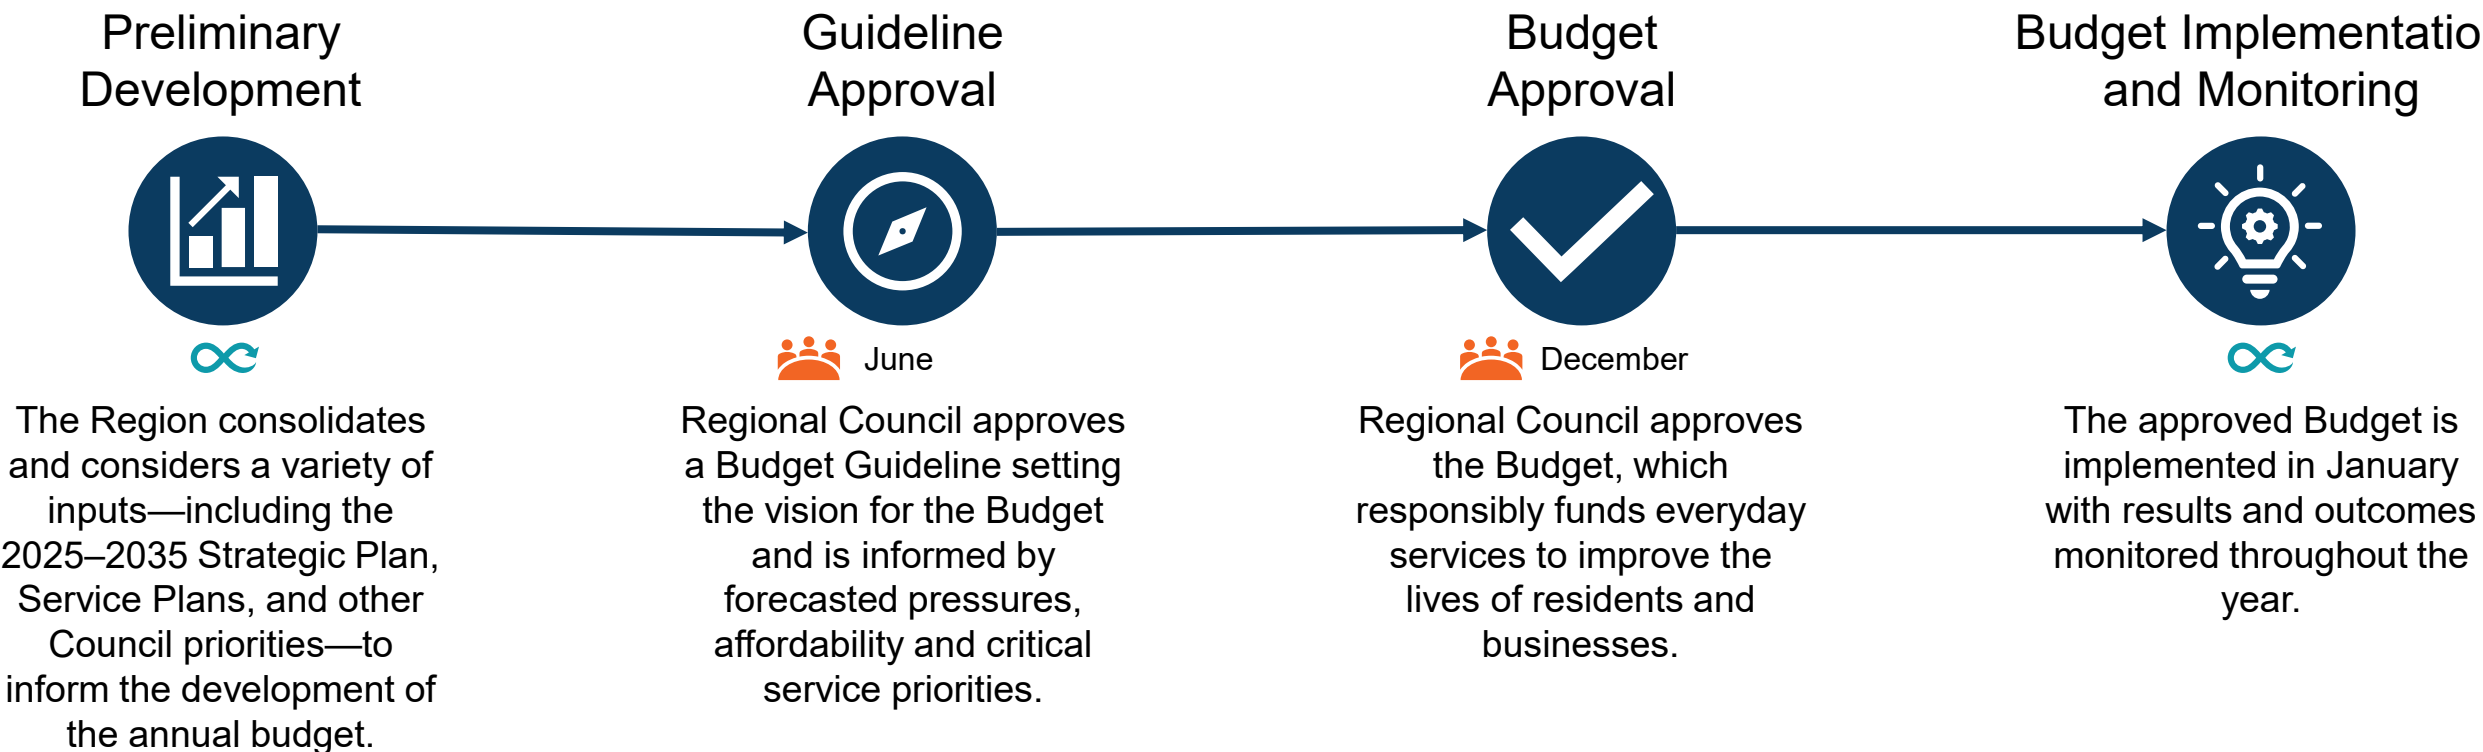 Preliminary
Development
The Region consolidates
and considers a variety of
inputs—including the
2025–2035 Strategic Plan,
Service Plans, and other
Council priorities—to
inform the development of
the annual budget.
Guideline
Approval
June
Regional Council approves
a Budget Guideline setting
the vision for the Budget
and is informed by
forecasted pressures,
affordability and critical
service priorities.
Budget
Approval
December
Regional Council approves
the Budget, which
responsibly funds everyday
services to improve the
lives of residents and
businesses.
Budget Implementatio
and Monitoring
The approved Budget is
implemented in January
with results and outcomes
monitored throughout the
year.